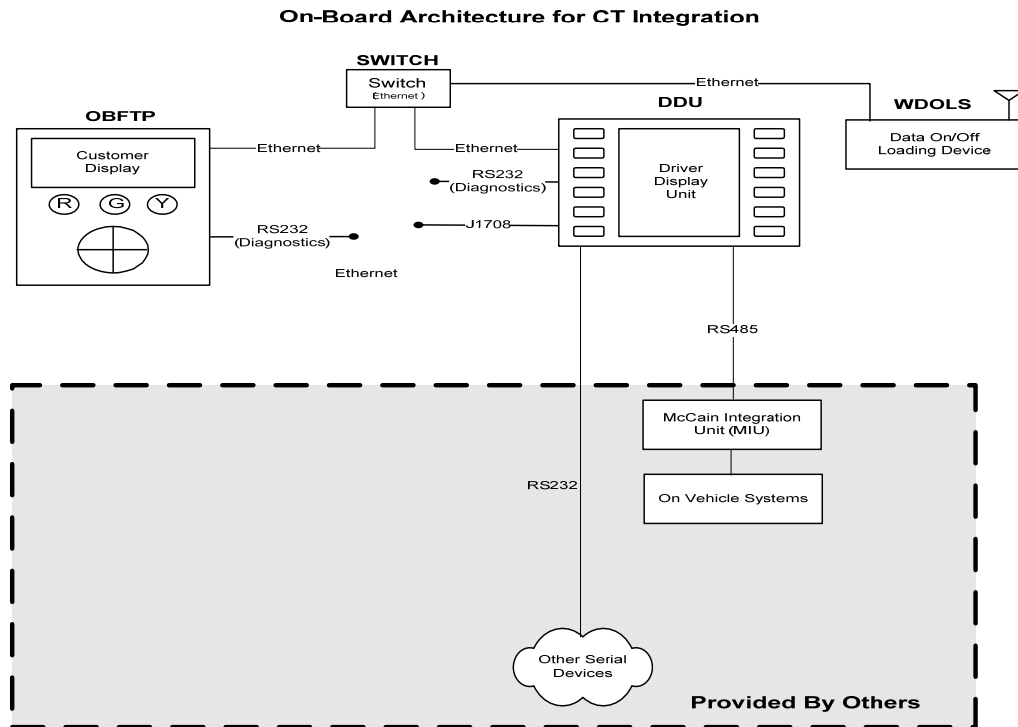 On-Board Architecture for CT Integration
SWITCH
Switch
(Ethernet)
Ethernet
DDU
WDOLS
OBFTP
Data On/Off
Loading Device
Customer
Display
Ethernet
Ethernet
Driver
Display
Unit
RS232
(Diagnostics)
R G Y
J1708
RS232
(Diagnostics)
Ethernet
RS485
McCain Integration
Unit (MIU)
RS232
On Vehicle Systems
Other Serial
Devices
Provided By Others